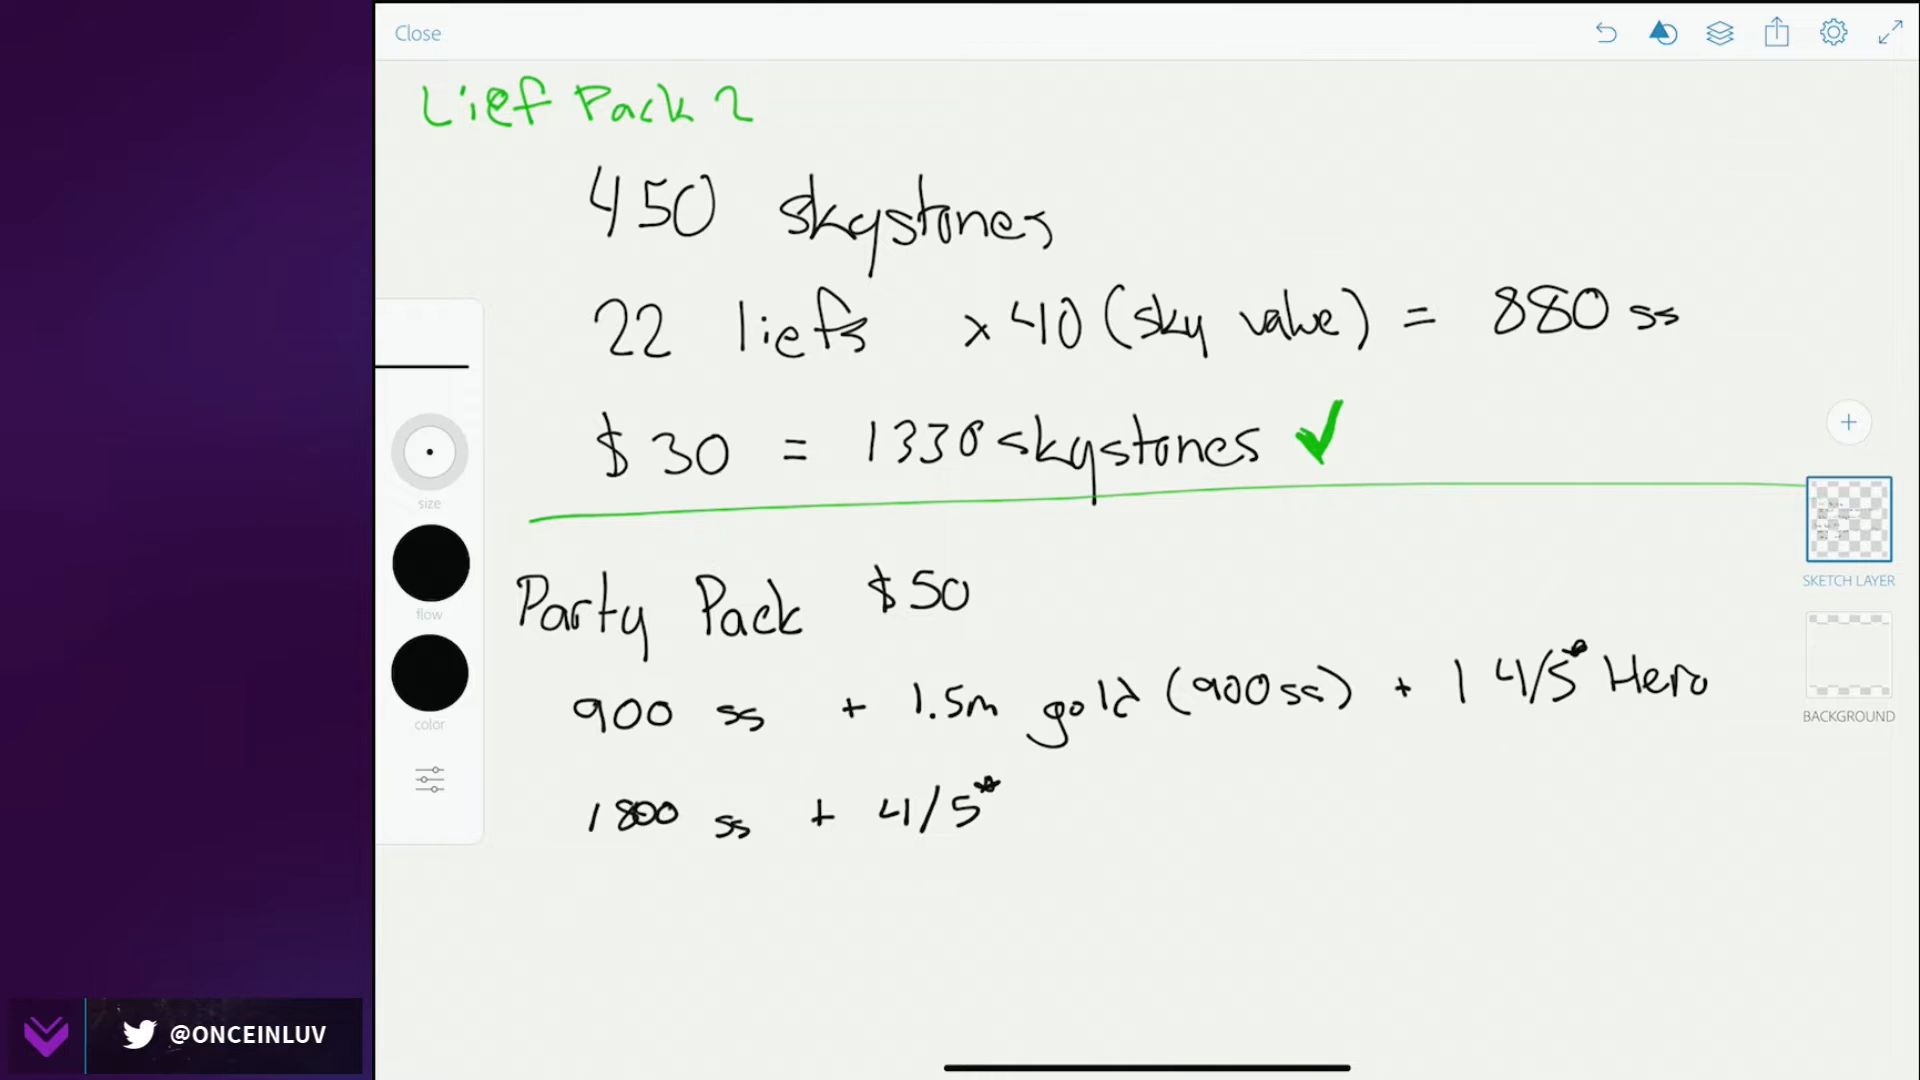 Close
Lief Pack 2
450 skystones
22 liefs x 40 (sky value) = 880 ss
$30 = 1330 skystones ✓
size
flow
color
SKETCH LAYER
BACKGROUND
Party Pack $50
900 ss + 1.5m gold (900ss) + 1 4/5* Hero
1800 ss + 4/5*
@ONCEINLUV